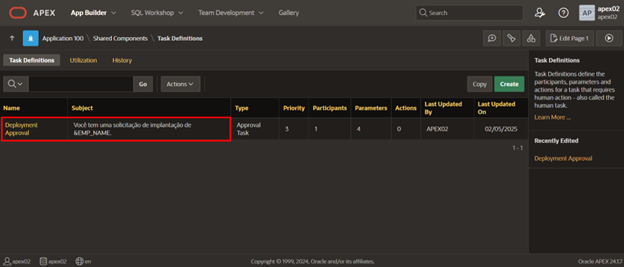 APEX App Builder SQL Workshop Team Development Gallery Search AP apex02 apex02
Application 100 \ Shared Components \ Task Definitions Edit Page 1
Task Definitions Utilization History
Go Actions Copy Create
Name Subject Type Priority Participants Parameters Actions Last Updated By Last Updated On
Deployment Approval
Você tem uma solicitação de implantação de
&EMP_NAME.
Approval Task
3 1 4 0 APEX02 02/05/2025
1 - 1
Task Definitions
Task Definitions define the
participants, parameters and
actions for a task that requires
human action - also called the
human task.
Learn More ...
Recently Edited
Deployment Approval
apex02 apex02 en Copyright © 1999, 2024, Oracle and/or its affiliates. Oracle APEX 24.1.7